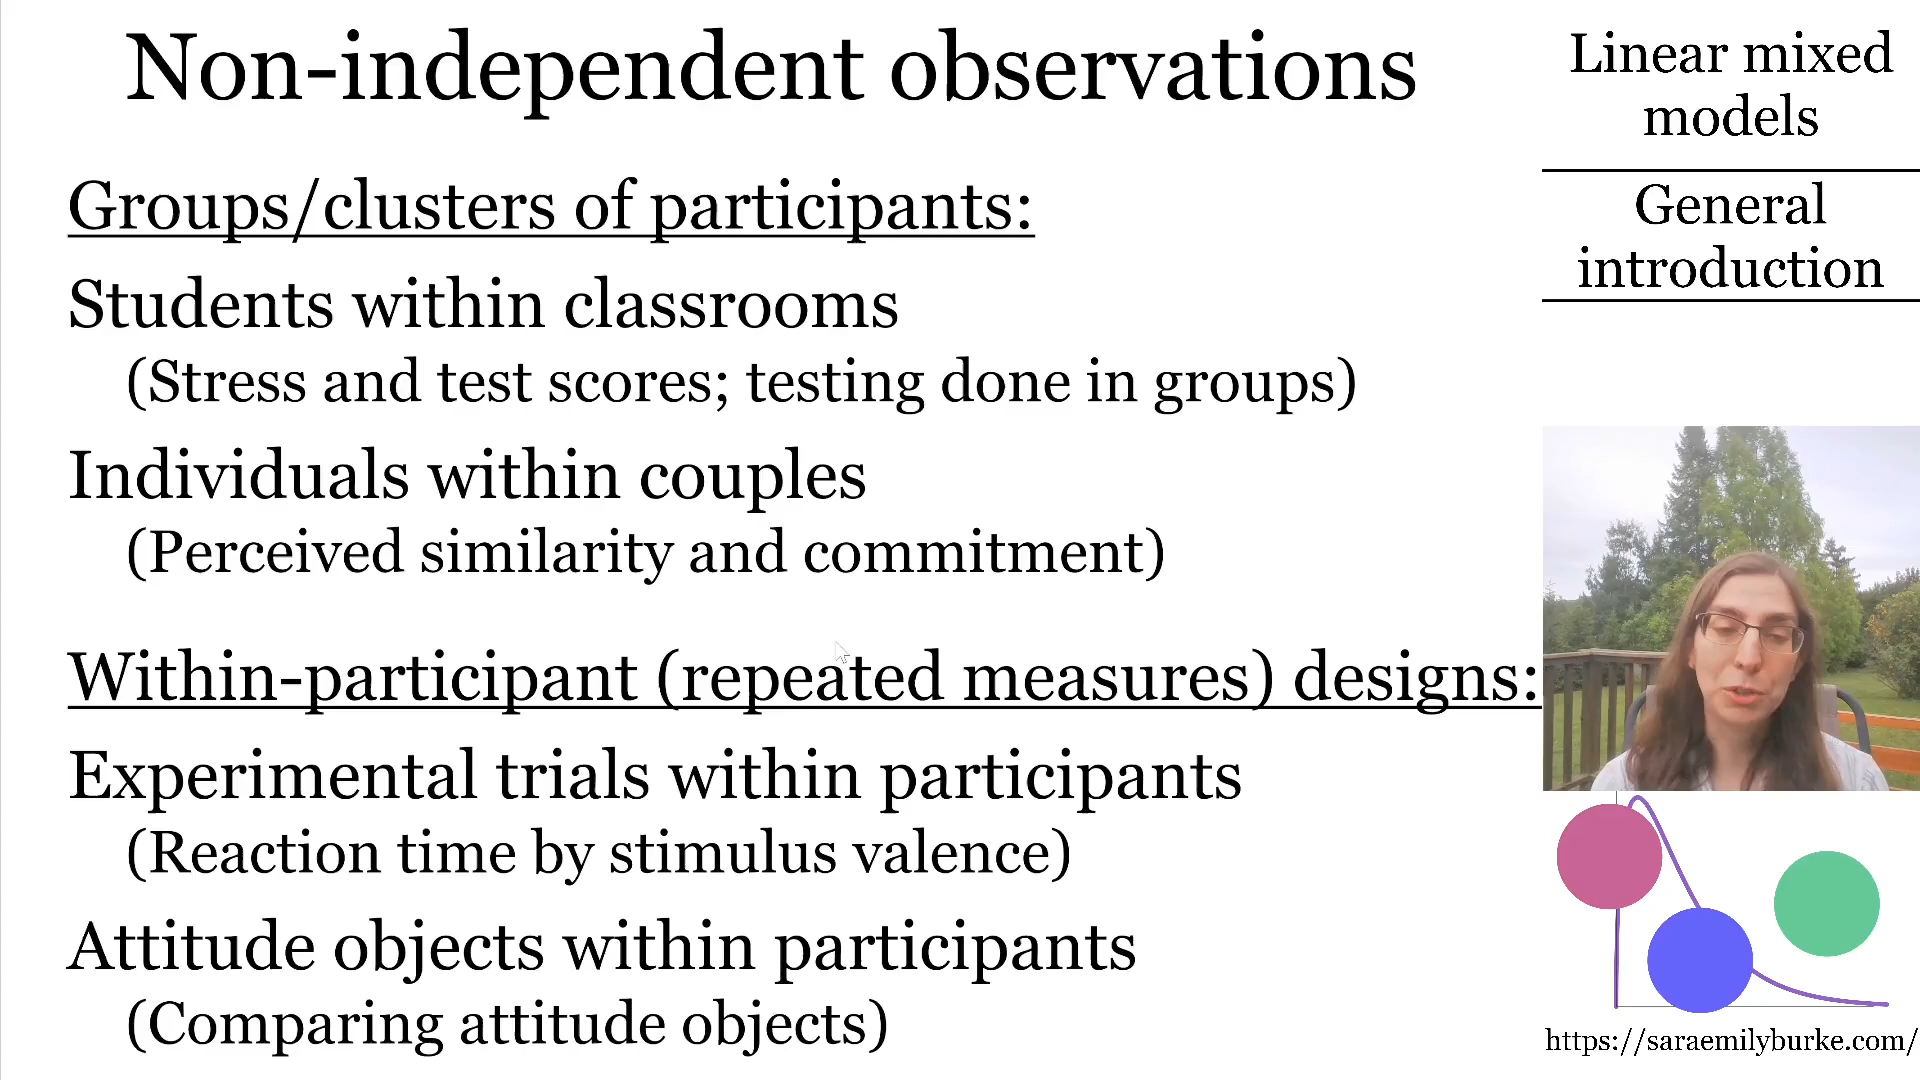 Non-independent observations
Groups/clusters of participants:
Students within classrooms
(Stress and test scores; testing done in groups)
Individuals within couples
(Perceived similarity and commitment)
Within-participant (repeated measures) designs:
Experimental trials within participants
(Reaction time by stimulus valence)
Attitude objects within participants
(Comparing attitude objects)
Linear mixed
models
General
introduction
https://saraemilyburke.com/